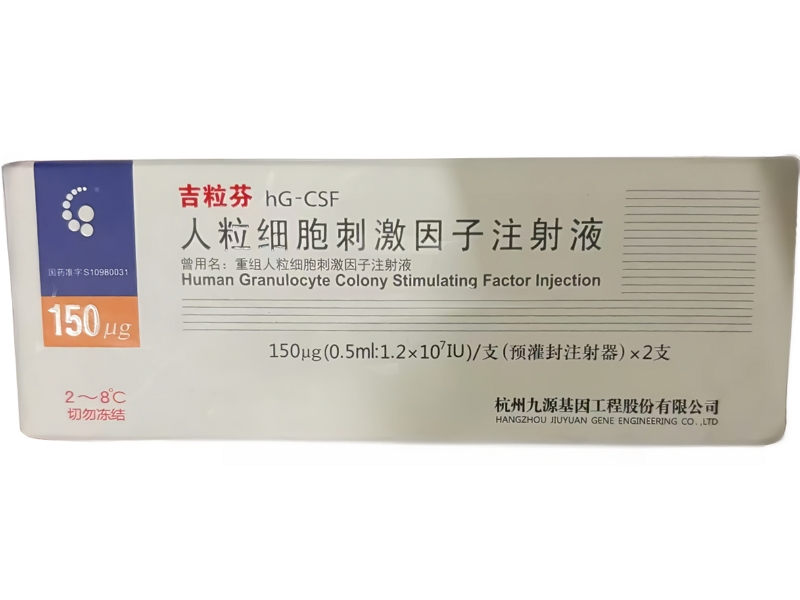 吉粒芬 hG-CSF
人粒细胞刺激因子注射液
曾用名：重组人粒细胞刺激因子注射液
Human Granulocyte Colony Stimulating Factor Injection
国药准字S10980031
150μg
150μg(0.5ml:1.2×10⁷IU)/支(预灌封注射器)×2支
2～8℃
切勿冻结
杭州九源基因工程股份有限公司
HANGZHOU JIUYUAN GENE ENGINEERING CO.,LTD